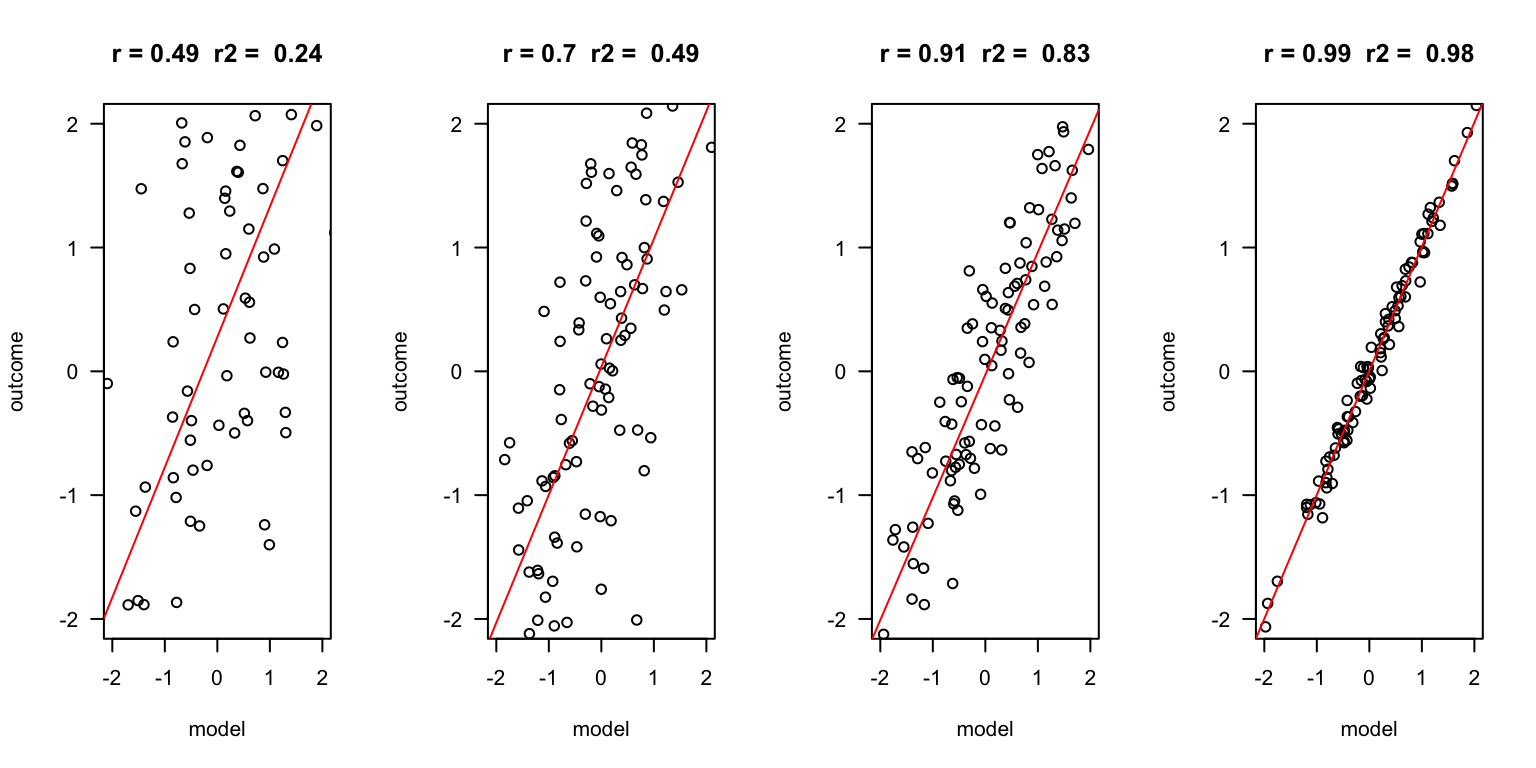 r = 0.49  r2 =  0.24
outcome
2
1
0
-1
-2
-2 -1 0 1 2
model
r = 0.7  r2 =  0.49
outcome
2
1
0
-1
-2
-2 -1 0 1 2
model
r = 0.91  r2 =  0.83
outcome
2
1
0
-1
-2
-2 -1 0 1 2
model
r = 0.99  r2 =  0.98
outcome
2
1
0
-1
-2
-2 -1 0 1 2
model